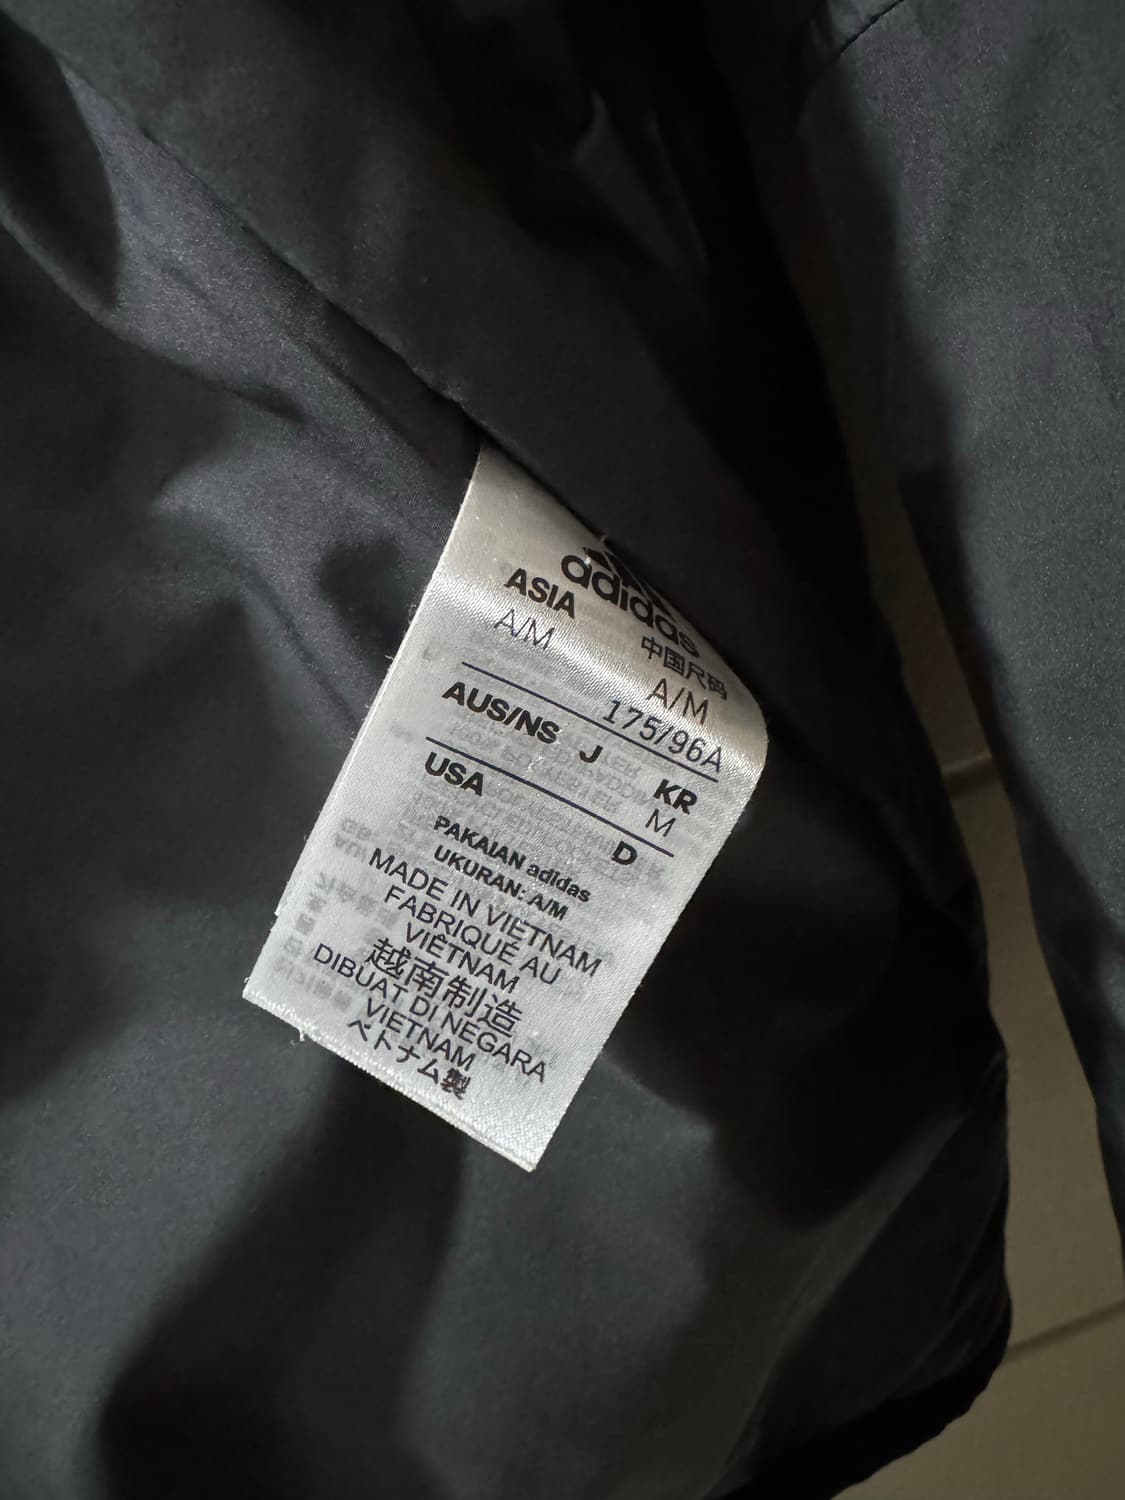 adidas
ASIA
中国尺码
A/M
A/M
175/96A
AUS/NS J KR
M
USA D
PAKAIAN adidas
UKURAN: A/M
MADE IN VIETNAM
FABRIQUÉ AU
VIÊTNAM
越南制造
DIBUAT DI NEGARA
VIETNAM
ベトナム製